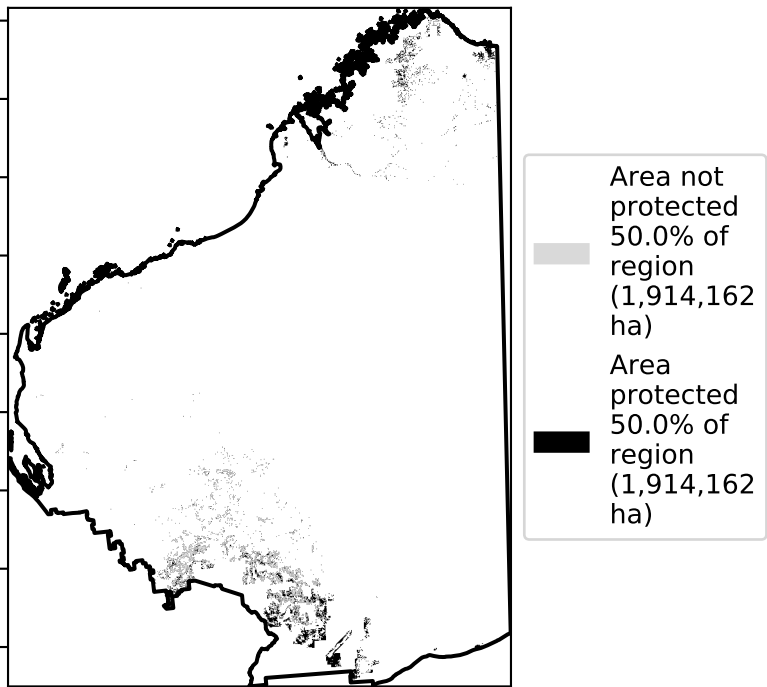 Area not
protected
50.0% of
region
(1,914,162
ha)
Area
protected
50.0% of
region
(1,914,162
ha)